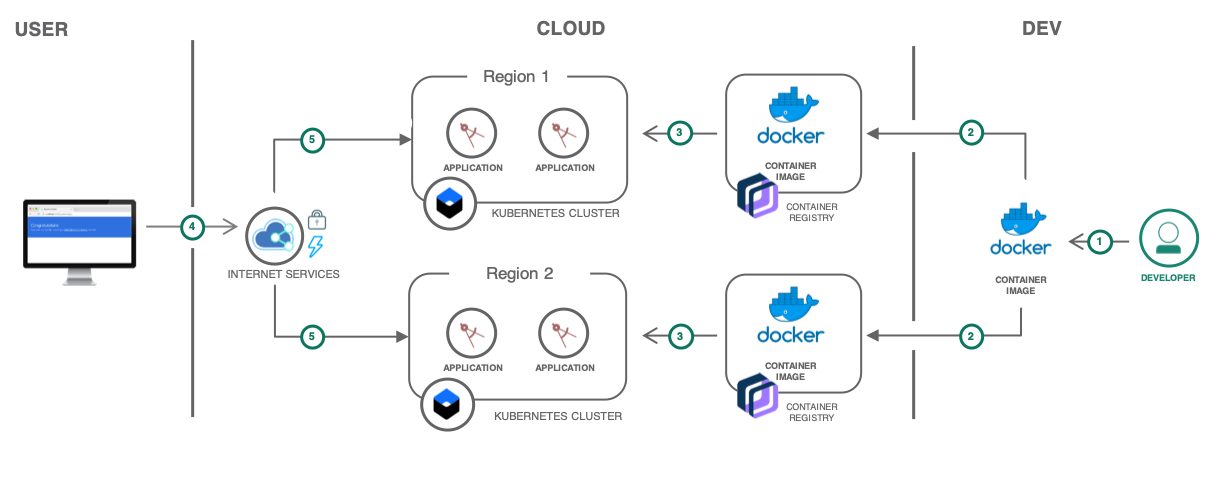 USER
CLOUD
DEV
Region 1
APPLICATION
APPLICATION
KUBERNETES CLUSTER
5
3
docker
CONTAINER
IMAGE
CONTAINER
REGISTRY
2
4
INTERNET SERVICES
docker
CONTAINER
IMAGE
1
DEVELOPER
Region 2
APPLICATION
APPLICATION
KUBERNETES CLUSTER
5
3
docker
CONTAINER
IMAGE
CONTAINER
REGISTRY
2